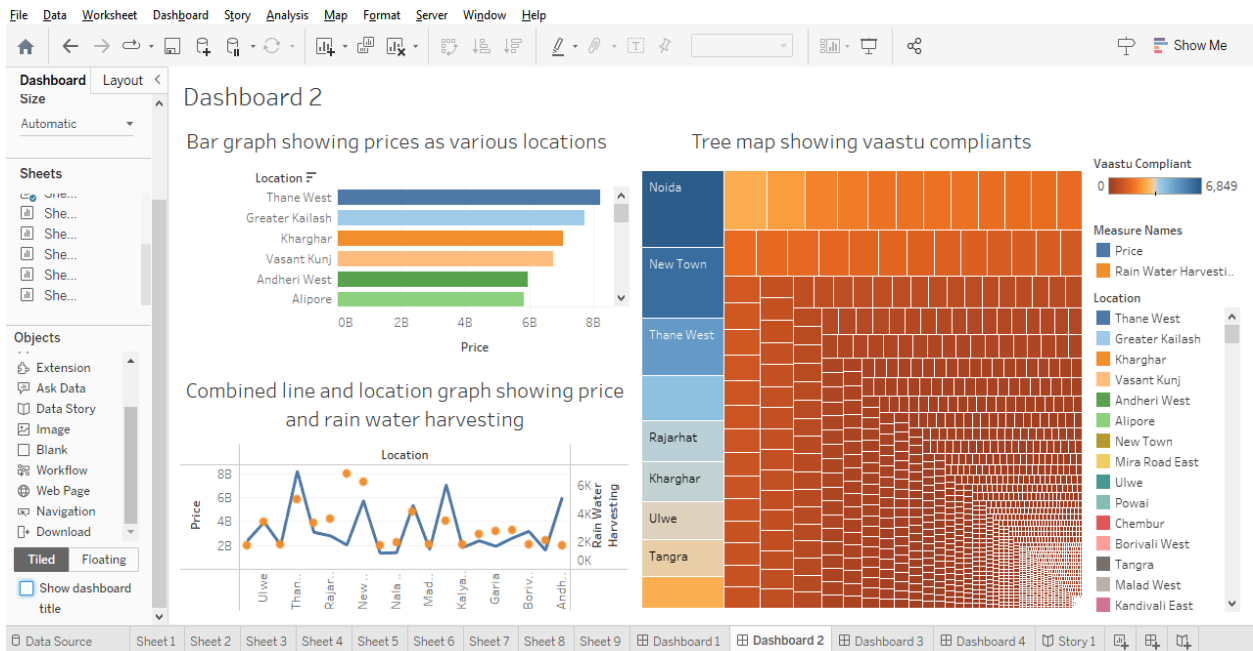 File Data Worksheet Dashboard Story Analysis Map Format Server Window Help
Show Me
Dashboard Layout
Size
Automatic
Sheets
She...
She...
She...
She...
She...
Objects
Extension
Ask Data
Data Story
Image
Blank
Workflow
Web Page
Navigation
Download
Tiled Floating
Show dashboard
title
Dashboard 2
Bar graph showing prices as various locations
Location
Thane West
Greater Kailash
Kharghar
Vasant Kunj
Andheri West
Alipore
0B 2B 4B 6B 8B
Price
Combined line and location graph showing price
and rain water harvesting
Location
Price
8B
6B
4B
2B
6K
4K
2K
0K
Rain Water
Harvesting
Ulwe
Than..
Rajar..
New..
Nala ..
Mad..
Kalya..
Garia
Boriv..
Andh..
Tree map showing vaastu compliants
Noida
New Town
Thane West
Rajarhat
Kharghar
Ulwe
Tangra
Vaastu Compliant
0 6,849
Measure Names
Price
Rain Water Harvesti..
Location
Thane West
Greater Kailash
Kharghar
Vasant Kunj
Andheri West
Alipore
New Town
Mira Road East
Ulwe
Powai
Chembur
Borivali West
Tangra
Malad West
Kandivali East
Data Source Sheet 1 Sheet 2 Sheet 3 Sheet 4 Sheet 5 Sheet 6 Sheet 7 Sheet 8 Sheet 9 Dashboard 1 Dashboard 2 Dashboard 3 Dashboard 4 Story 1